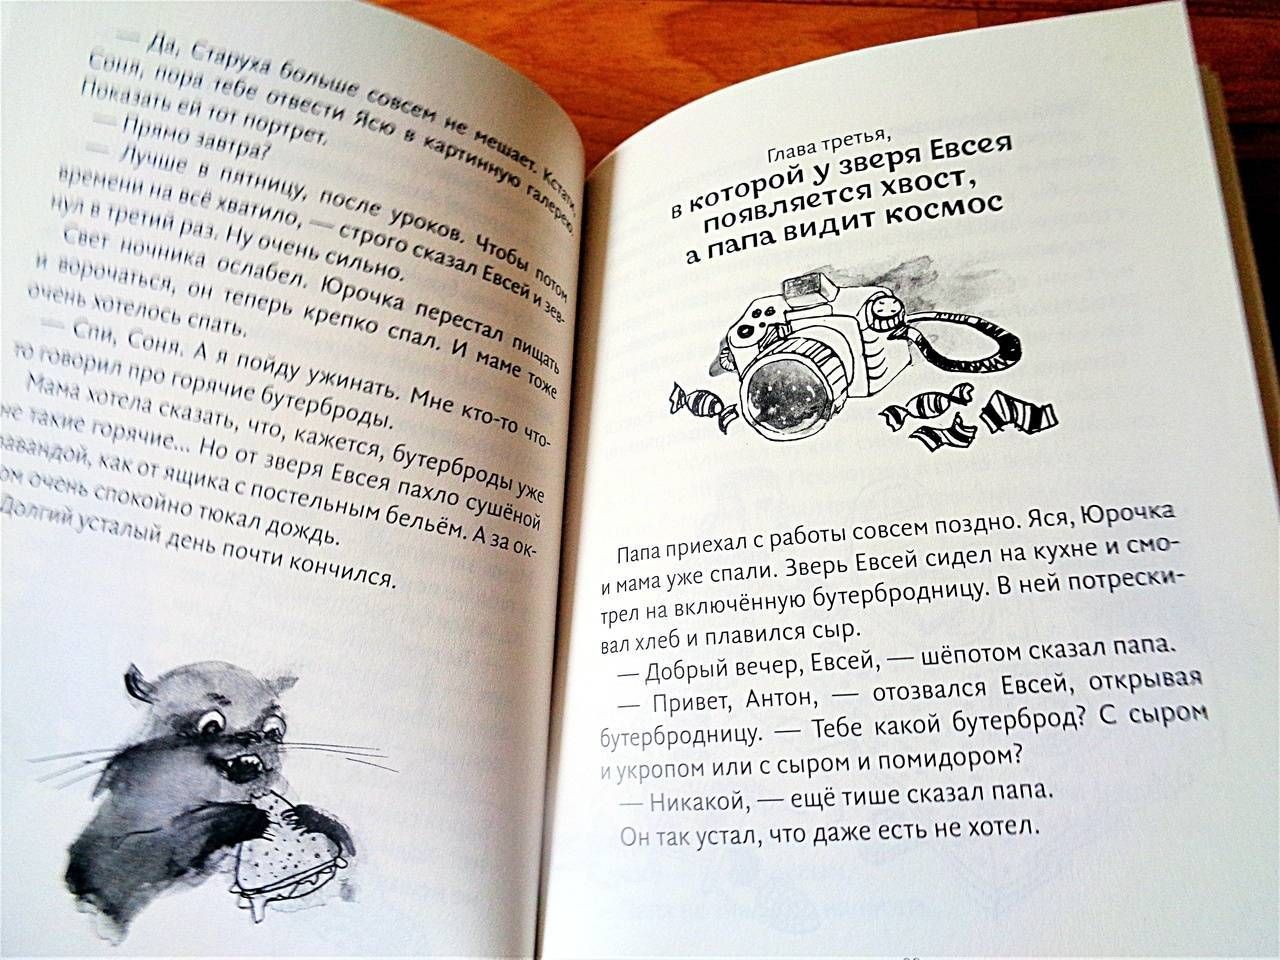 — Да, Старуха больше совсем не мешает. Кстати,
Соня, пора тебе отвести Ясю в картинную галерею.
Показать ей тот портрет.
— Прямо завтра?
— Лучше в пятницу, после уроков. Чтобы потом
времени на всё хватило, — строго сказал Евсей и зев-
нул в третий раз. Ну очень сильно.
Свет ночника ослабел. Юрочка перестал пищать
и ворочаться, он теперь крепко спал. И маме тоже
очень хотелось спать.
— Спи, Соня. А я пойду ужинать. Мне кто-то что-
то говорил про горячие бутерброды.
Мама хотела сказать, что, кажется, бутерброды уже
не такие горячие... Но от зверя Евсея пахло сушёной
лавандой, как от ящика с постельным бельём. А за ок-
ом очень спокойно тюкал дождь.
Долгий усталый день почти кончился.
Глава третья,
в которой у зверя Евсея
появляется хвост,
а папа видит космос
Папа приехал с работы совсем поздно. Яся, Юрочка
и мама уже спали. Зверь Евсей сидел на кухне и смо-
трел на включённую бутербродницу. В ней потрески-
вал хлеб и плавился сыр.
— Добрый вечер, Евсей, — шёпотом сказал папа.
— Привет, Антон, — отозвался Евсей, открывая
бутербродницу. — Тебе какой бутерброд? С сыром
и укропом или с сыром и помидором?
— Никакой, — ещё тише сказал папа.
Он так устал, что даже есть не хотел.